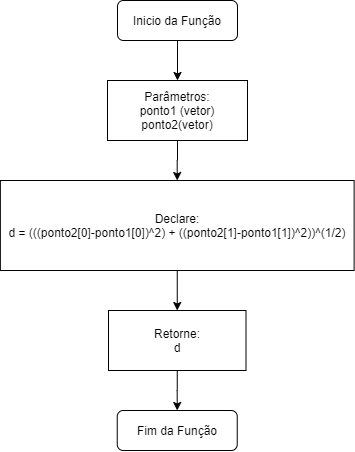 Inicio da Função
Parâmetros:
ponto1 (vetor)
ponto2(vetor)
Declare:
d = (((ponto2[0]-ponto1[0])^2) + ((ponto2[1]-ponto1[1])^2))^(1/2)
Retorne:
d
Fim da Função